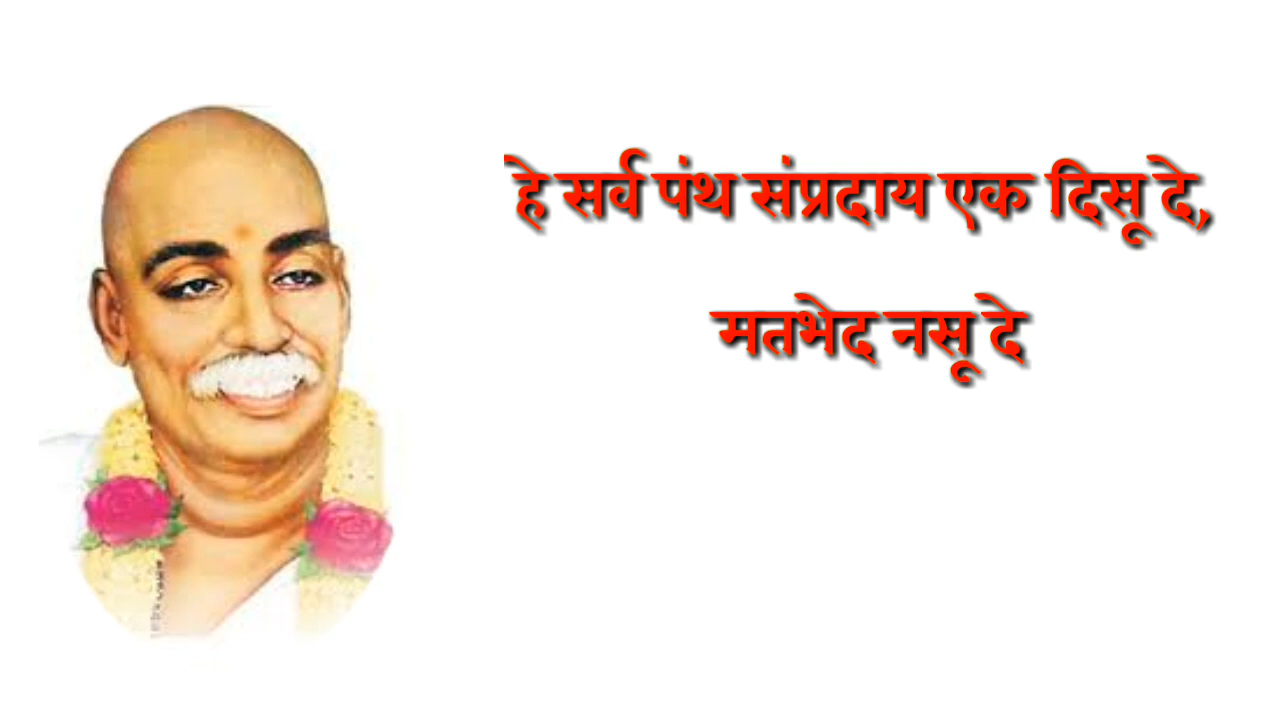 हे सर्व पंथ संप्रदाय एक दिसू दे,
मतभेद नसू दे